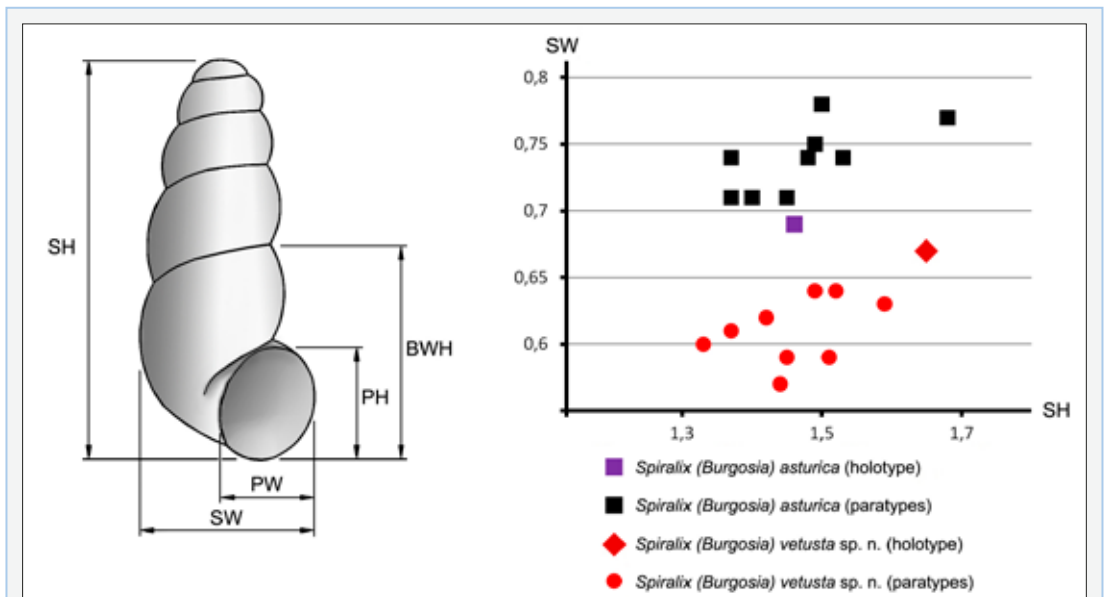 SH
BWH
PH
PW
SW
SW
0,8
0,75
0,7
0,65
0,6
SH
1,3
1,5
1,7
Spiralix (Burgosia) asturica (holotype)
Spiralix (Burgosia) asturica (paratypes)
Spiralix (Burgosia) vetusta sp. n. (holotype)
Spiralix (Burgosia) vetusta sp. n. (paratypes)